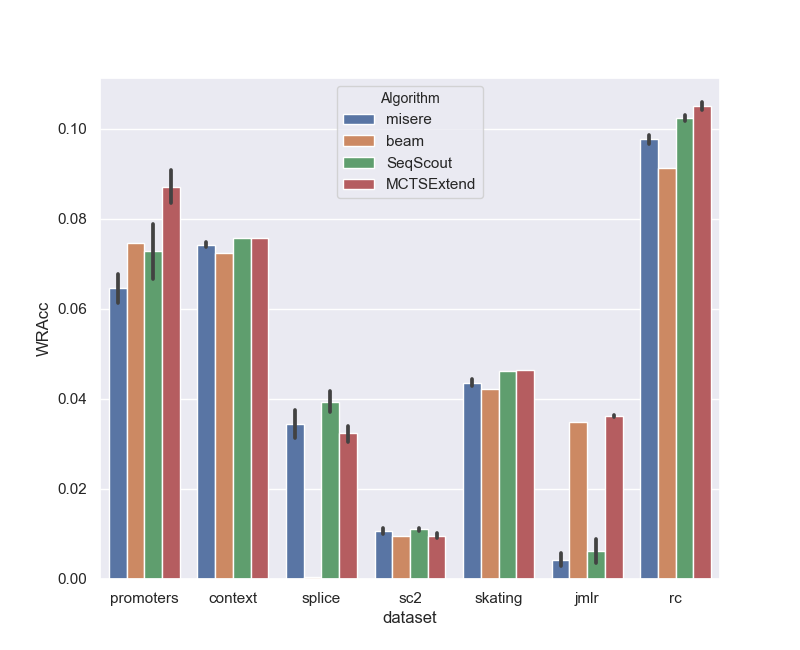 Algorithm
misere
beam
SeqScout
MCTSExtend
WRAcc
0.10
0.08
0.06
0.04
0.02
0.00
promoters context splice sc2 skating jmlr rc
dataset